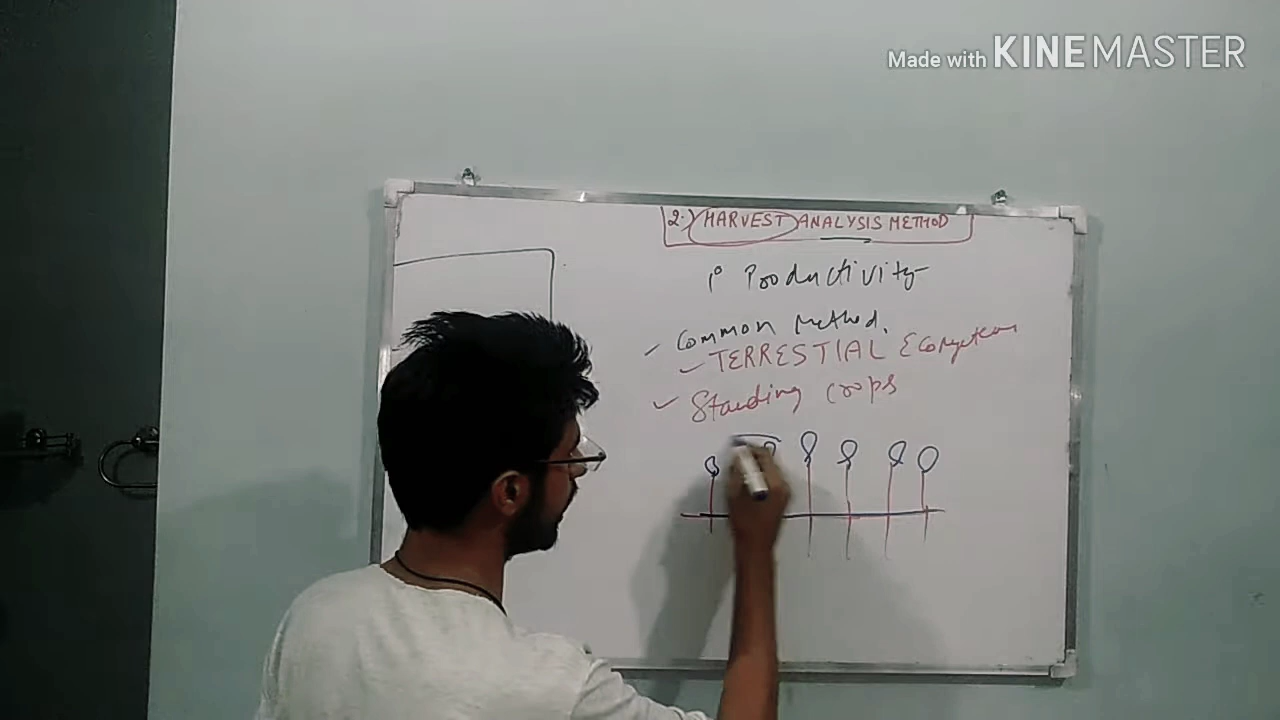 Made with KINEMASTER
2.) HARVEST ANALYSIS METHOD
1° Productivity
Common Method.
TERRESTIAL Ecosystem
Standing crops